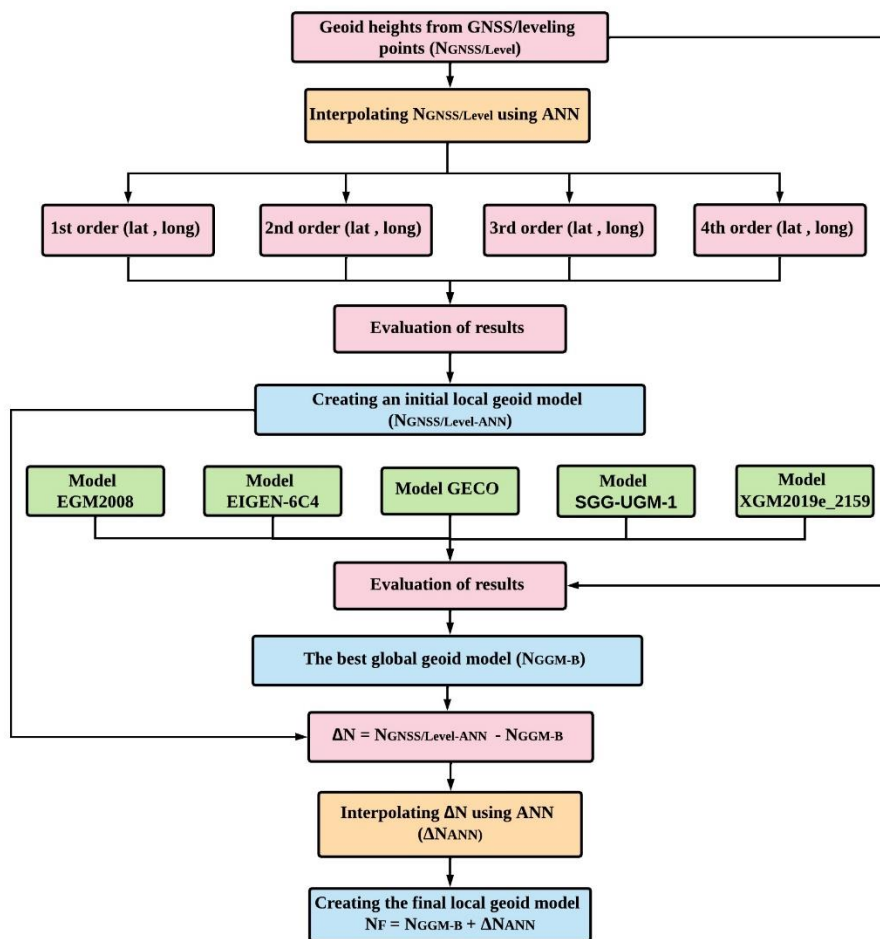 Geoid heights from GNSS/leveling
points (NGNSS/Level)
Interpolating NGNSS/Level using ANN
1st order (lat , long)
2nd order (lat , long)
3rd order (lat , long)
4th order (lat , long)
Evaluation of results
Creating an initial local geoid model
(NGNSS/Level-ANN)
Model
EGM2008
Model
EIGEN-6C4
Model GECO
Model
SGG-UGM-1
Model
XGM2019e_2159
Evaluation of results
The best global geoid model (NGGM-B)
ΔN = NGNSS/Level-ANN - NGGM-B
Interpolating ΔN using ANN
(ΔNANN)
Creating the final local geoid model
NF = NGGM-B + ΔNANN